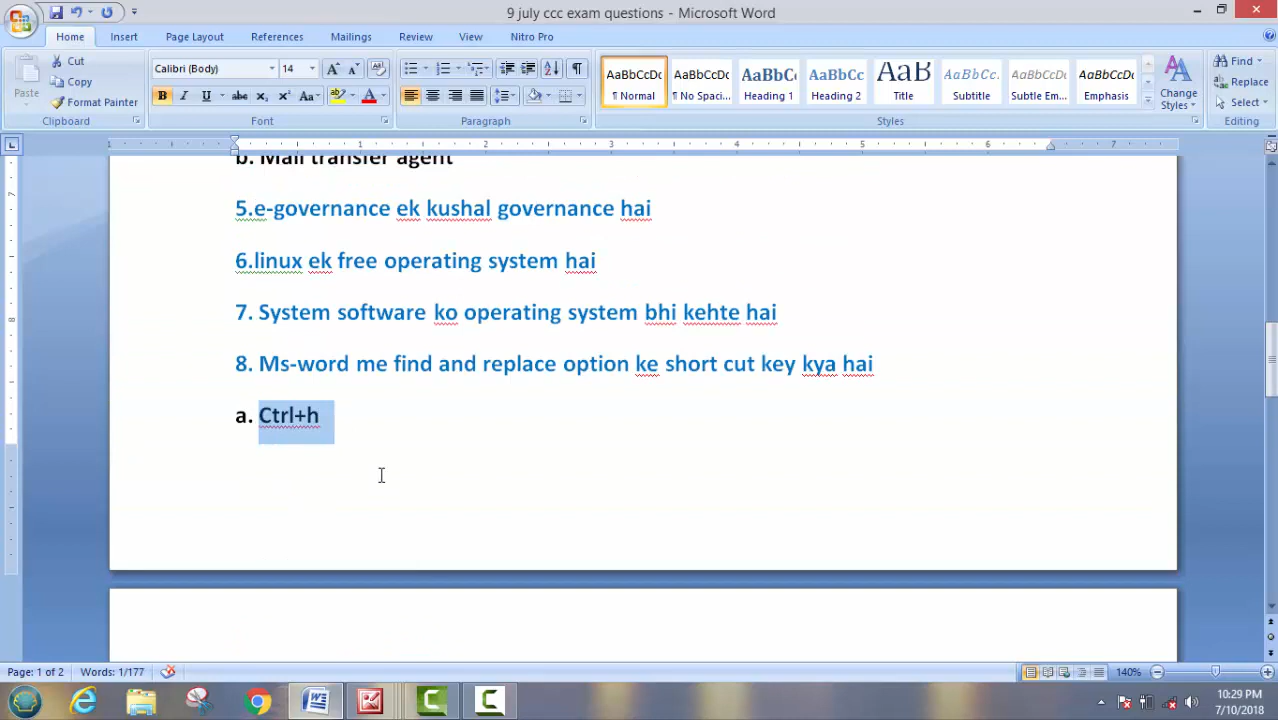 9 july ccc exam questions - Microsoft Word
Home Insert Page Layout References Mailings Review View Nitro Pro
Paste Cut Copy Format Painter Clipboard
Calibri (Body) 14 Font
Paragraph
AaBbCcDc AaBbCcDc AaBbC AaBbCc AaB AaBbCc. AaBbCcDc AaBbCcDc
¶ Normal ¶ No Spaci... Heading 1 Heading 2 Title Subtitle Subtle Em... Emphasis
Change Styles Styles
Find Replace Select Editing
b. Mail transfer agent
5.e-governance ek kushal governance hai
6.linux ek free operating system hai
7. System software ko operating system bhi kehte hai
8. Ms-word me find and replace option ke short cut key kya hai
a. Ctrl+h
Page: 1 of 2 Words: 1/177 140%
10:29 PM
7/10/2018